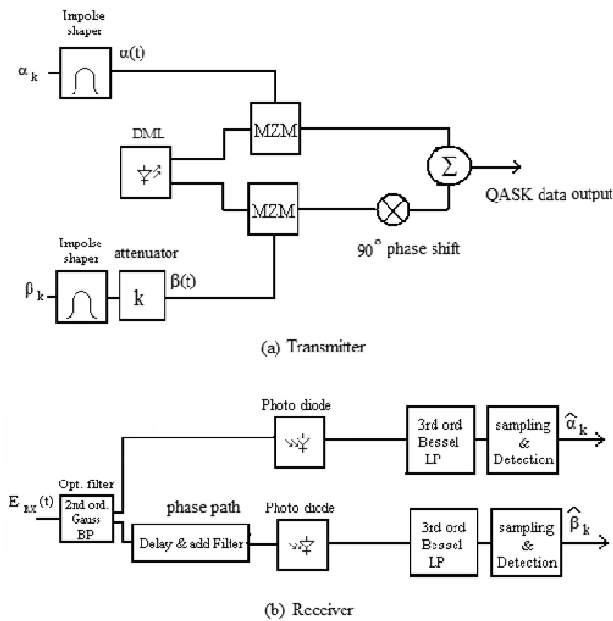 Impolse
shaper
α(t)
α k
MZM
DML
Σ
QASK data output
MZM
90° phase shift
Impolse
shaper
attenuator
β(t)
β k
k
(a) Transmitter
Photo diode
3rd ord
Bessel
LP
sampling
&
Detection
α̂ k
Opt. filter
E RX (t)
2nd ord.
Gauss
BP
phase path
Delay & add Filter
Photo diode
3rd ord
Bessel
LP
sampling
&
Detection
β̂ k
(b) Receiver